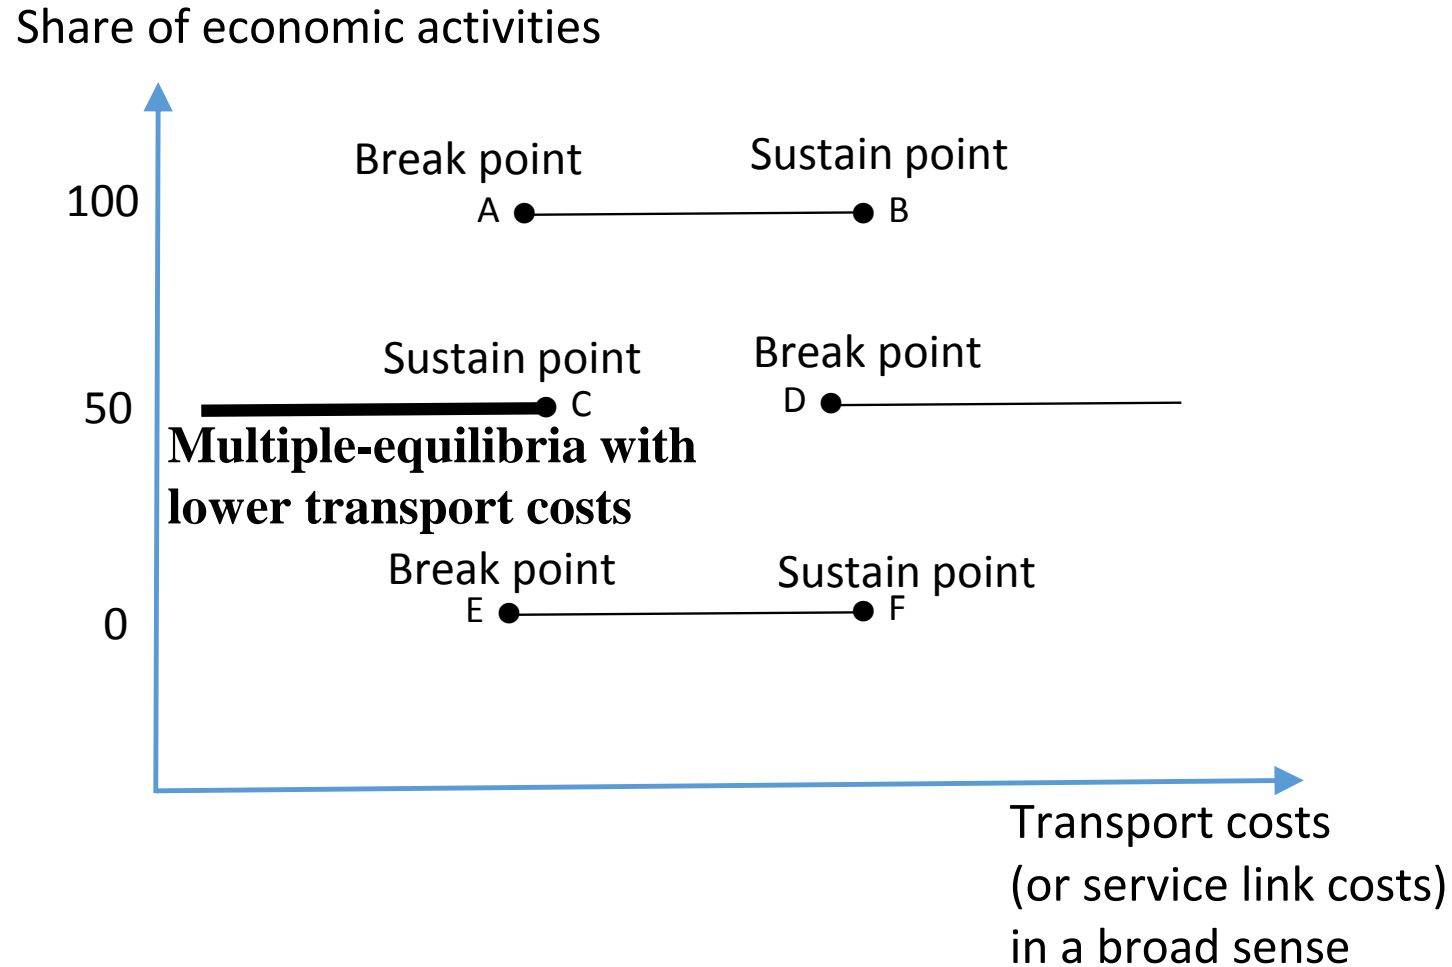 Share of economic activities
Break point
Sustain point
100
A
B
Sustain point
Break point
50
C
D
Multiple-equilibria with
lower transport costs
Break point
Sustain point
0
E
F
Transport costs
(or service link costs)
in a broad sense